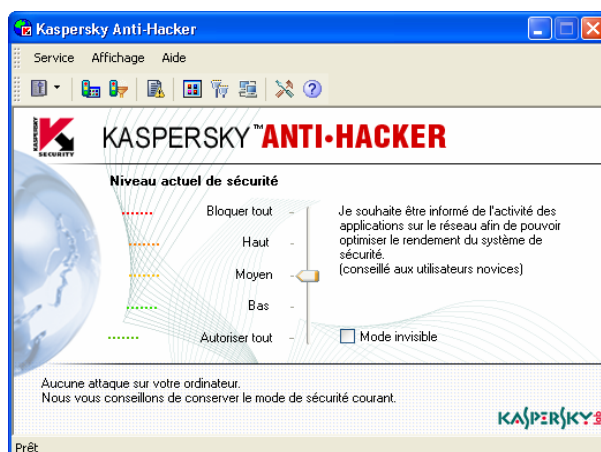 Kaspersky Anti-Hacker
Service Affichage Aide
KASPERSKY SECURITY
KASPERSKY™ ANTI•HACKER
Niveau actuel de sécurité
Bloquer tout
Haut
Moyen
Bas
Autoriser tout
Je souhaite être informé de l'activité des
applications sur le réseau afin de pouvoir
optimiser le rendement du système de
sécurité.
(conseillé aux utilisateurs novices)
Mode invisible
Aucune attaque sur votre ordinateur.
Nous vous conseillons de conserver le mode de sécurité courant.
KASPERSKY lab
Prêt